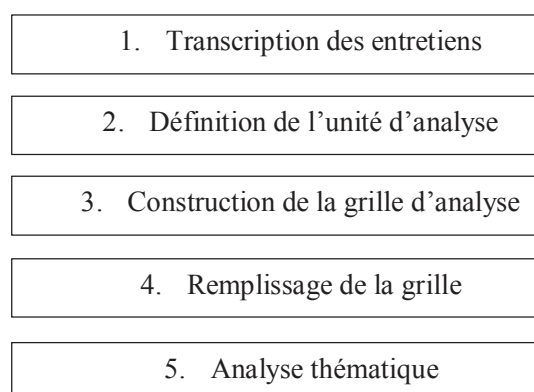 1. Transcription des entretiens
2. Définition de l’unité d’analyse
3. Construction de la grille d’analyse
4. Remplissage de la grille
5. Analyse thématique